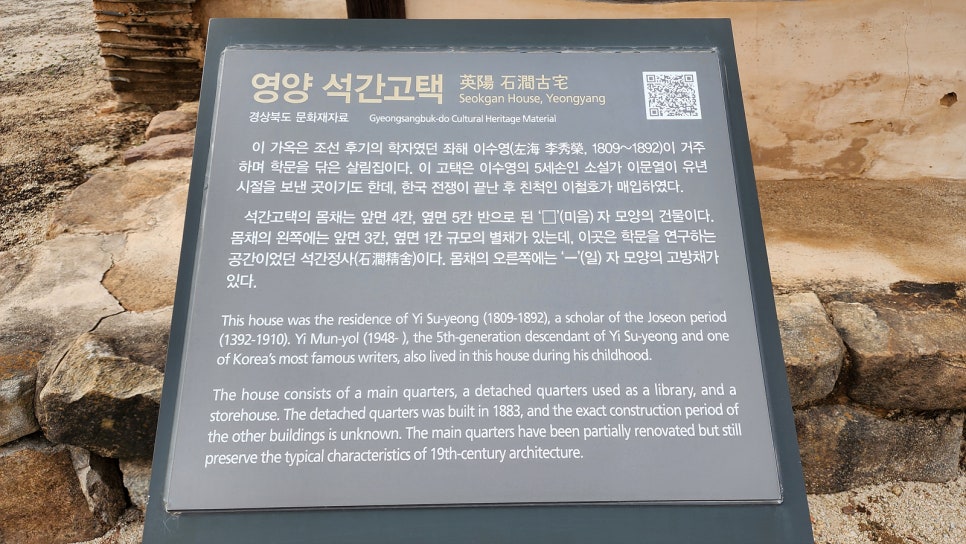 영양 석간고택 英陽 石澗古宅
Seokgan House, Yeongyang
경상북도 문화재자료 Gyeongsangbuk-do Cultural Heritage Material
이 가옥은 조선 후기의 학자였던 좌해 이수영(左海 李秀榮, 1809~1892)이 거주
하며 학문을 닦은 살림집이다. 이 고택은 이수영의 5세손인 소설가 이문열이 유년
시절을 보낸 곳이기도 한데, 한국 전쟁이 끝난 후 친척인 이철호가 매입하였다.
석간고택의 몸채는 앞면 4칸, 옆면 5칸 반으로 된 '□'(미음) 자 모양의 건물이다.
몸채의 왼쪽에는 앞면 3칸, 옆면 1칸 규모의 별채가 있는데, 이곳은 학문을 연구하는
공간이었던 석간정사(石澗精舍)이다. 몸채의 오른쪽에는 'ㅡ'(일) 자 모양의 고방채가
있다.
This house was the residence of Yi Su-yeong (1809-1892), a scholar of the Joseon period
(1392-1910). Yi Mun-yol (1948- ), the 5th-generation descendant of Yi Su-yeong and one
of Korea's most famous writers, also lived in this house during his childhood.
The house consists of a main quarters, a detached quarters used as a library, and a
storehouse. The detached quarters was built in 1883, and the exact construction period of
the other buildings is unknown. The main quarters have been partially renovated but still
preserve the typical characteristics of 19th-century architecture.